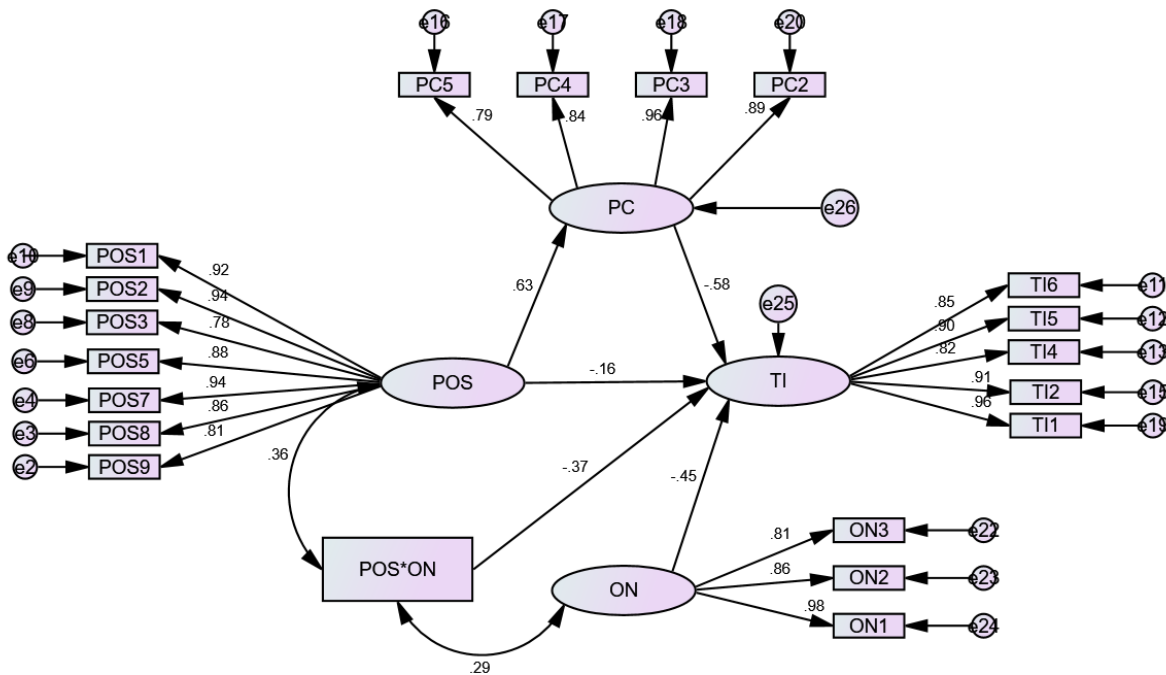 e16 e17 e18 e20
PC5 PC4 PC3 PC2
.79 .84 .96 .89
PC e26
e10 POS1 .92
e9 POS2 .94
e8 POS3 .78
e6 POS5 .88
e4 POS7 .94
e3 POS8 .86
e2 POS9 .81
.63 -.58
e25
POS -.16 TI
.85 TI6 e11
.90 TI5 e12
.82 TI4 e13
.91 TI2 e15
.96 TI1 e19
.36 -.37 -.45
POS*ON ON
.81 ON3 e22
.86 ON2 e23
.98 ON1 e24
.29